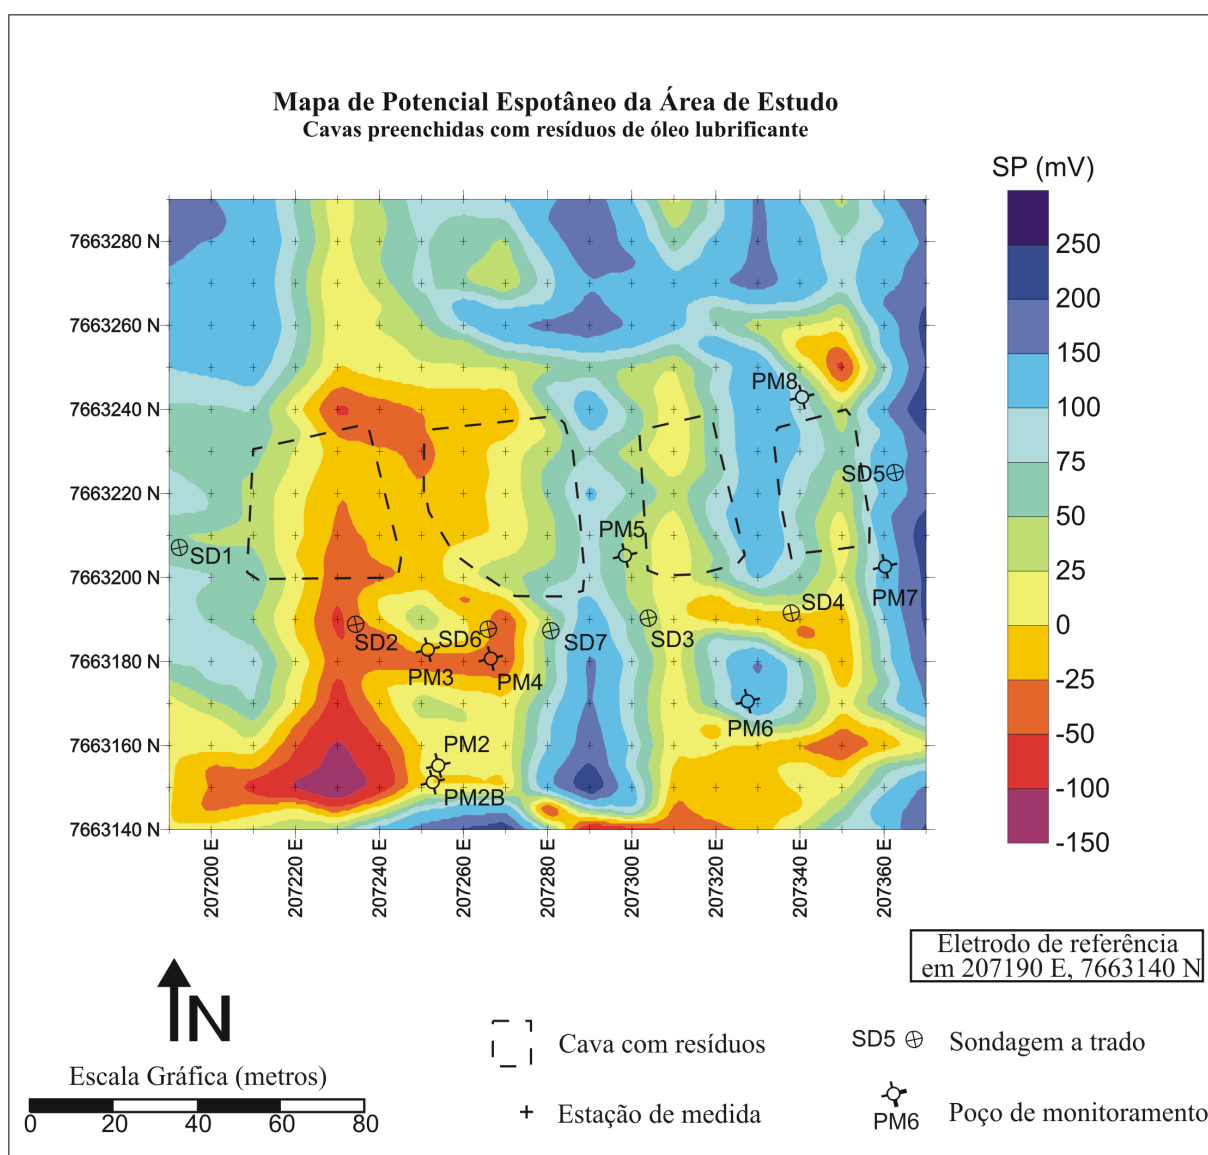 Mapa de Potencial Espotâneo da Área de Estudo
Cavas preenchidas com resíduos de óleo lubrificante
SP (mV)
250
200
150
100
75
50
25
0
-25
-50
-100
-150
7663280 N
7663260 N
7663240 N
7663220 N
7663200 N
7663180 N
7663160 N
7663140 N
PM8
SD5
PM5
SD1
PM7
SD4
SD2
SD6
SD7
SD3
PM3
PM4
PM6
PM2
PM2B
207200 E
207220 E
207240 E
207260 E
207280 E
207300 E
207320 E
207340 E
207360 E
Eletrodo de referência
em 207190 E, 7663140 N
N
Escala Gráfica (metros)
0 20 40 60 80
Cava com resíduos
Estação de medida
SD5 Sondagem a trado
PM6 Poço de monitoramento